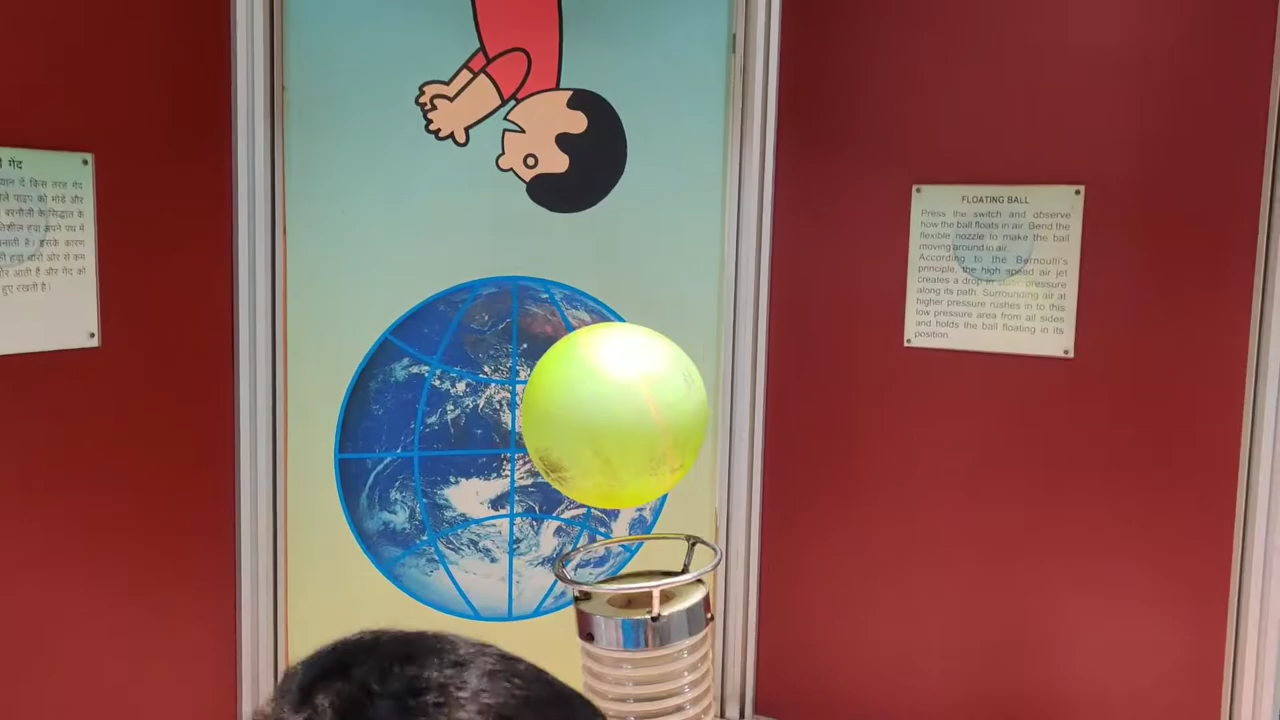 गेंद
यान दें किस तरह गेंद
ले पाइप को मोडें और
बरनौली के सिद्धात के
तिशील हवा अपने पथ में
नाती है। इसके कारण
ही हवा चारों ओर से कम
ओर आती है और गेंद को
हुए रखती है।
FLOATING BALL
Press the switch and observe
how the ball floats in air. Bend the
flexible nozzle to make the ball
moving around in air.
According to the Bernoulli's
principle, the high speed air jet
creates a drop in static pressure
along its path. Surrounding air at
higher pressure rushes in to this
low pressure area from all sides
and holds the ball floating in its
position